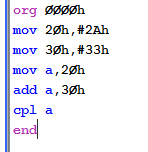 org 0000h
mov 20h,#2Ah
mov 30h,#33h
mov a,20h
add a,30h
cpl a
end